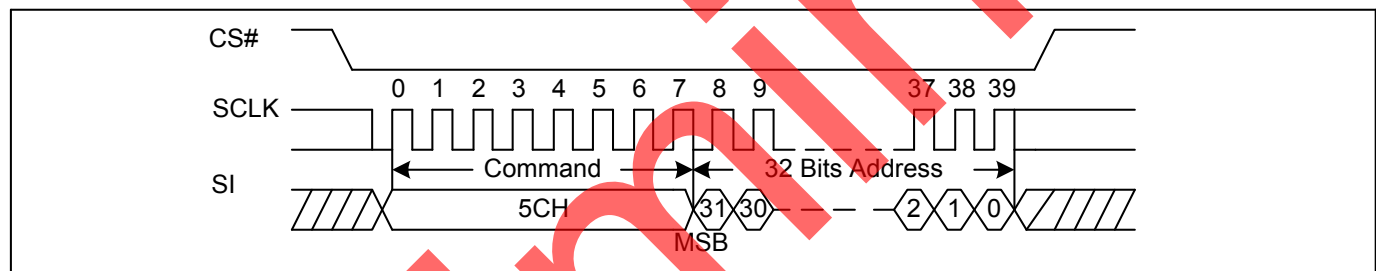 CS#
0 1 2 3 4 5 6 7 8 9 37 38 39
SCLK
Command 32 Bits Address
SI
5CH 31 30 2 1 0
MSB